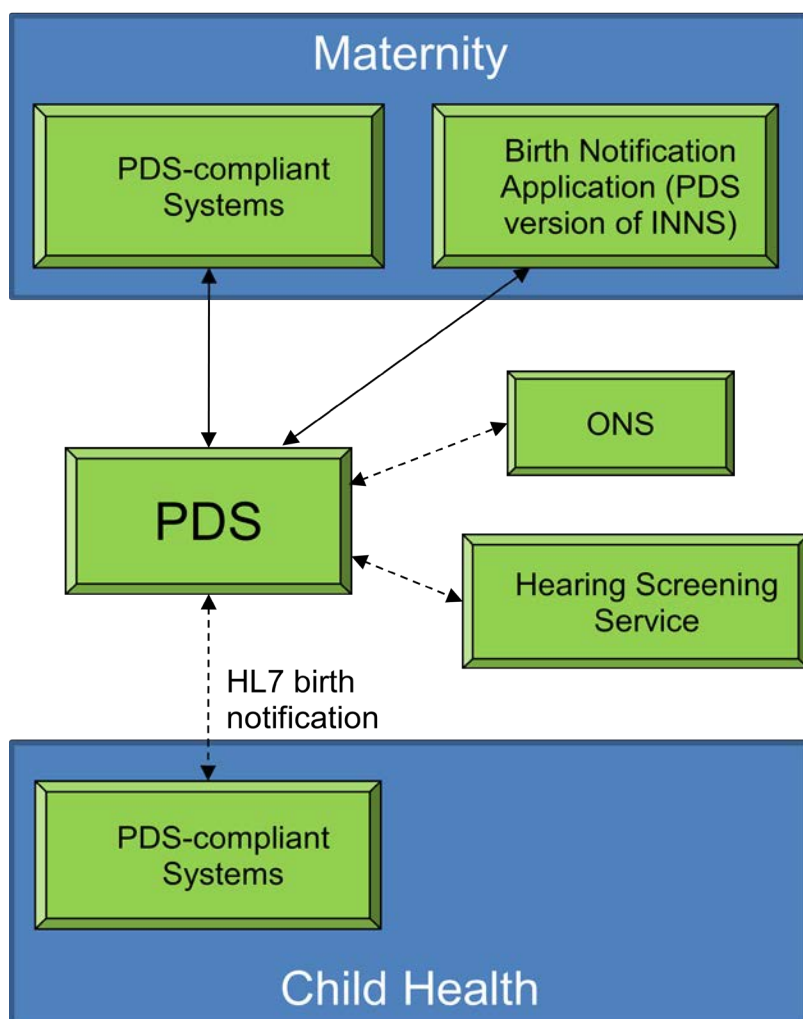 Maternity
PDS-compliant
Systems
Birth Notification
Application (PDS
version of INNS)
ONS
PDS
Hearing Screening
Service
HL7 birth
notification
PDS-compliant
Systems
Child Health